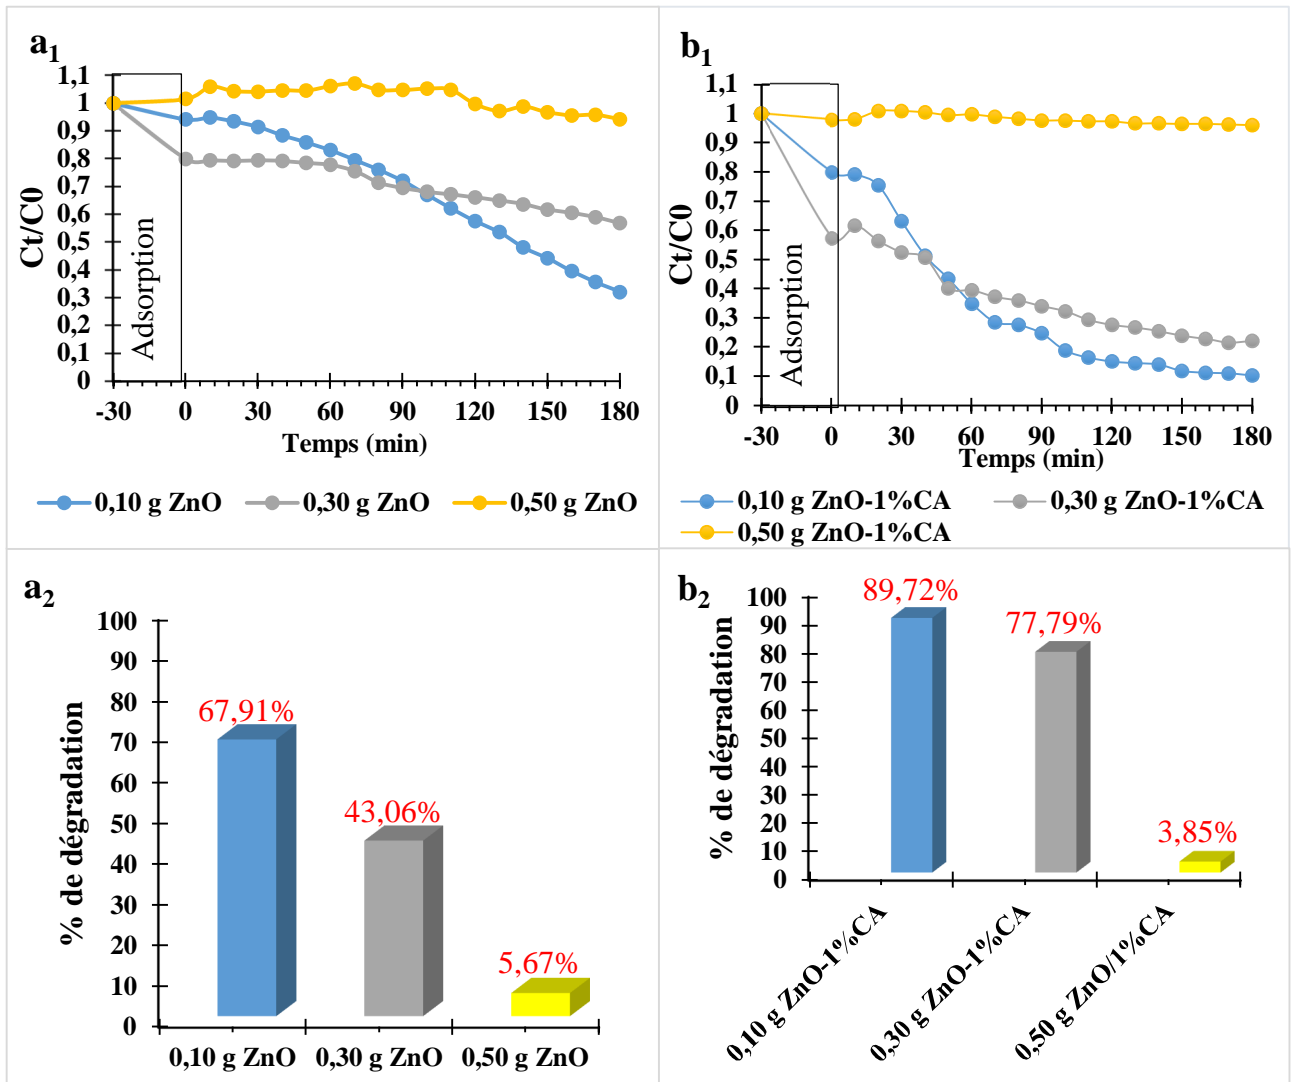 a1
1,1
1
0,9
0,8
0,7
0,6
0,5
0,4
0,3
0,2
0,1
0
Ct/C0
Adsorption
-30 0 30 60 90 120 150 180
Temps (min)
0,10 g ZnO 0,30 g ZnO 0,50 g ZnO
b1
1,1
1
0,9
0,8
0,7
0,6
0,5
0,4
0,3
0,2
0,1
0
Ct/C0
Adsorption
-30 0 30 60 90 120 150 180
Temps (min)
0,10 g ZnO-1%CA 0,30 g ZnO-1%CA
0,50 g ZnO-1%CA
a2
100
90
80
70
60
50
40
30
20
10
0
% de dégradation
67,91%
43,06%
5,67%
0,10 g ZnO 0,30 g ZnO 0,50 g ZnO
b2
100
90
80
70
60
50
40
30
20
10
0
% de dégradation
89,72%
77,79%
3,85%
0,10 g ZnO-1%CA
0,30 g ZnO-1%CA
0,50 g ZnO/1%CA